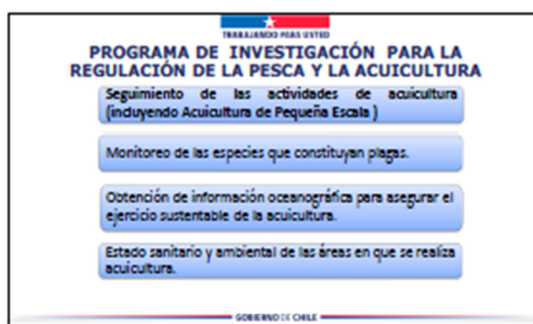 TRABAJANDO PARA USTED
PROGRAMA DE INVESTIGACIÓN PARA LA
REGULACIÓN DE LA PESCA Y LA ACUICULTURA
Seguimiento de las actividades de acuicultura
(incluyendo Acuicultura de Pequeña Escala )
Monitoreo de las especies que constituyan plagas.
Obtención de información oceanográfica para asegurar el
ejercicio sustentable de la acuicultura.
Estado sanitario y ambiental de las áreas en que se realiza
acuicultura.
GOBIERNO DE CHILE